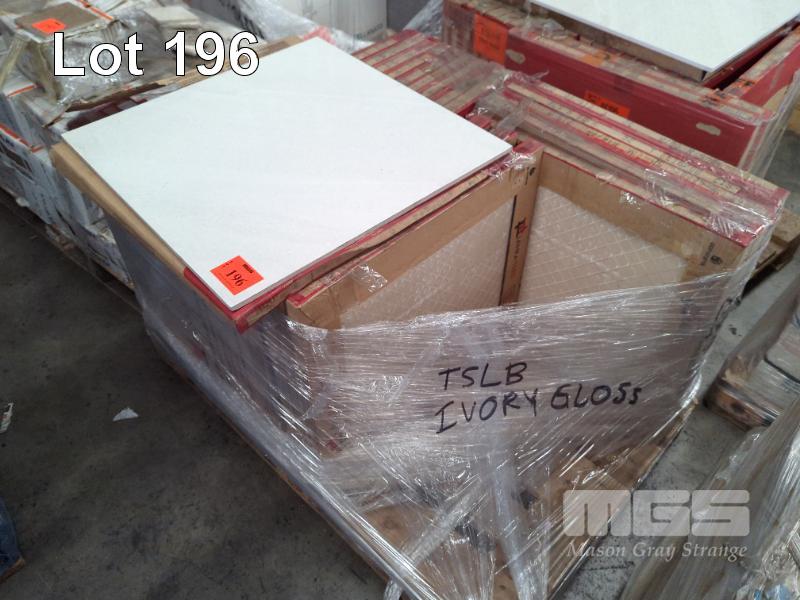 Lot 196
196
TSLB
IVORY GLOSS
MGS
Mason Gray Strange